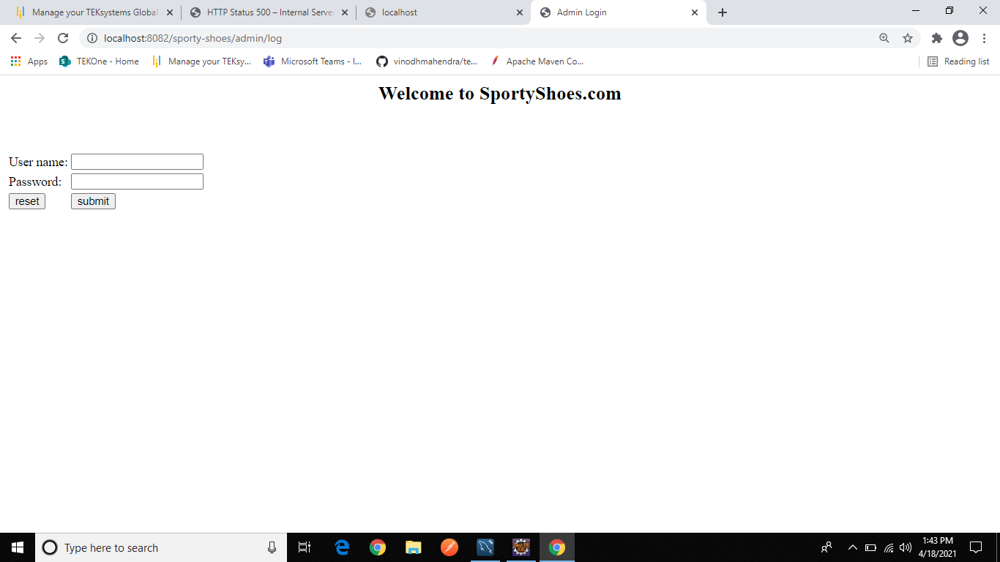 Manage your TEKsystems Global
HTTP Status 500 – Internal Server
localhost
Admin Login
localhost:8082/sporty-shoes/admin/log
Apps
TEKOne - Home
Manage your TEKsy...
Microsoft Teams - I...
vinodhmahendra/te...
Apache Maven Co...
Reading list
Welcome to SportyShoes.com
User name:
Password:
reset submit
Type here to search
1:43 PM
4/18/2021